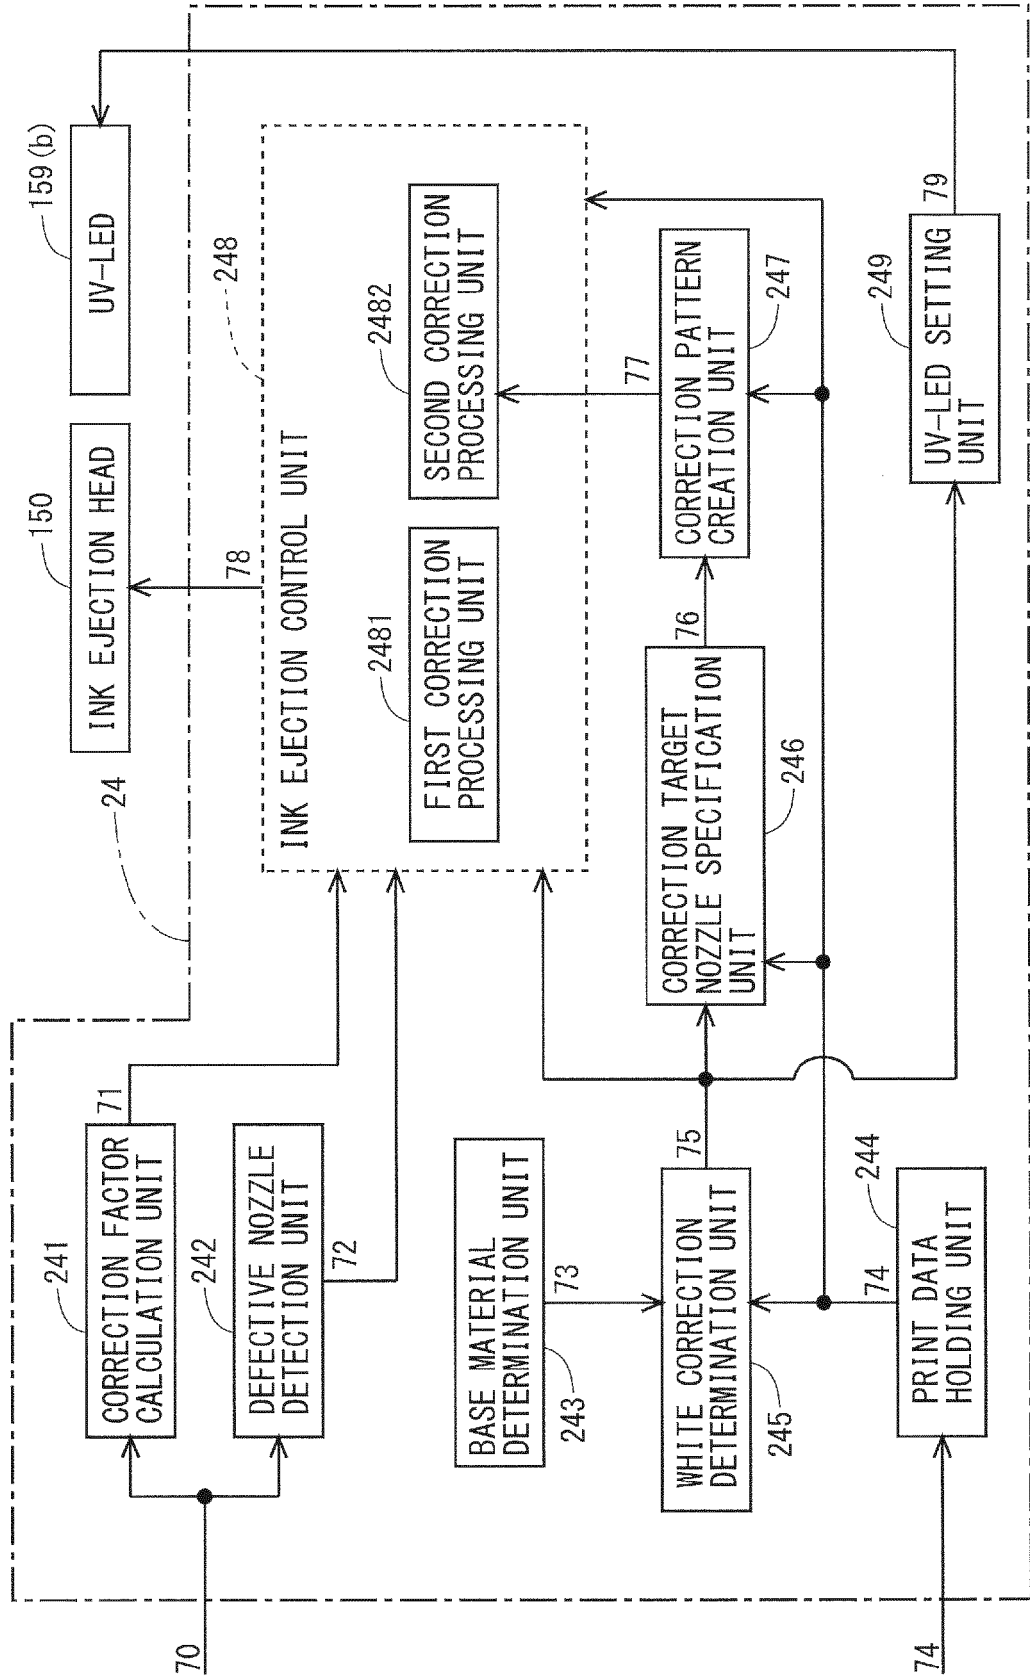 24
INK EJECTION HEAD
150
UV-LED
159(b)
70
241
CORRECTION FACTOR
CALCULATION UNIT
71
242
DEFECTIVE NOZZLE
DETECTION UNIT
72
248
INK EJECTION CONTROL UNIT
78
2481
FIRST CORRECTION
PROCESSING UNIT
2482
SECOND CORRECTION
PROCESSING UNIT
BASE MATERIAL
DETERMINATION UNIT
243
73
WHITE CORRECTION
DETERMINATION UNIT
245
75
CORRECTION TARGET
NOZZLE SPECIFICATION
UNIT
246
76
CORRECTION PATTERN
CREATION UNIT
247
77
74
PRINT DATA
HOLDING UNIT
244
74
UV-LED SETTING
UNIT
249
79